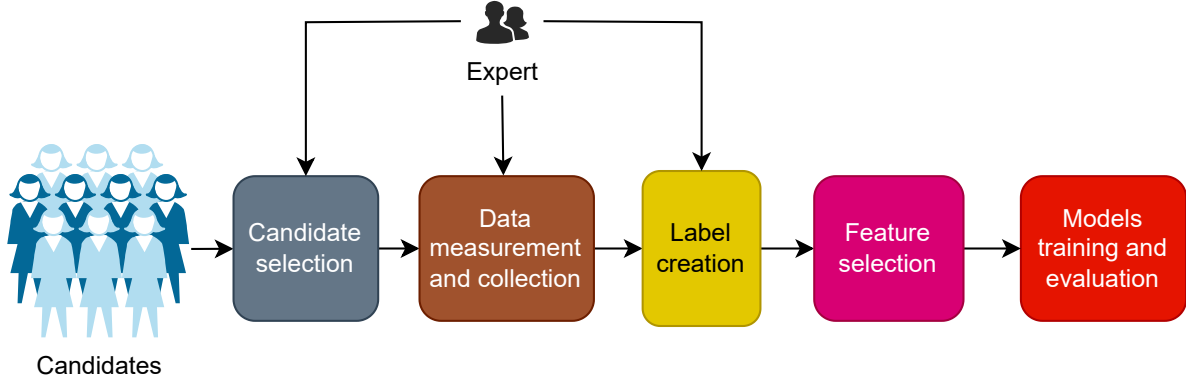 Expert
Candidate
selection
Data
measurement
and collection
Label
creation
Feature
selection
Models
training and
evaluation
Candidates